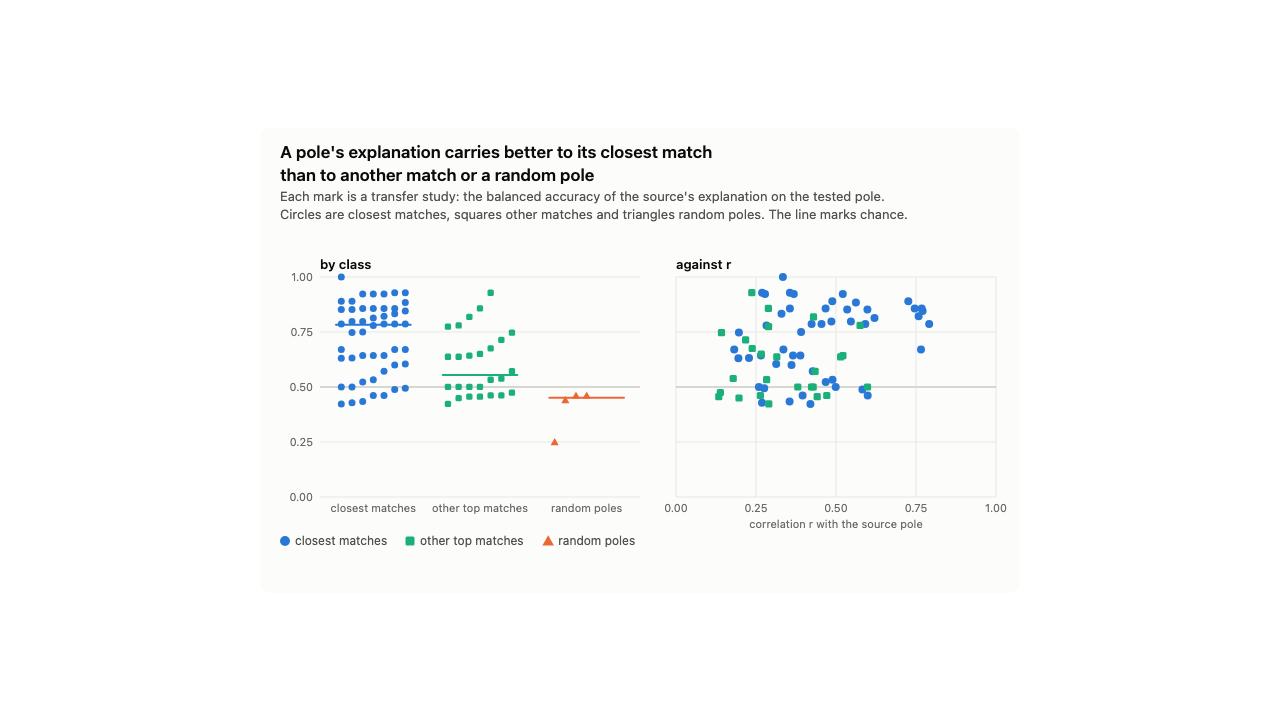 A pole's explanation carries better to its closest match
than to another match or a random pole
Each mark is a transfer study: the balanced accuracy of the source's explanation on the tested pole.
Circles are closest matches, squares other matches and triangles random poles. The line marks chance.
by class
1.00
0.75
0.50
0.25
0.00
closest matches
other top matches
random poles
against r
0.00
0.25
0.50
0.75
1.00
correlation r with the source pole
closest matches
other top matches
random poles